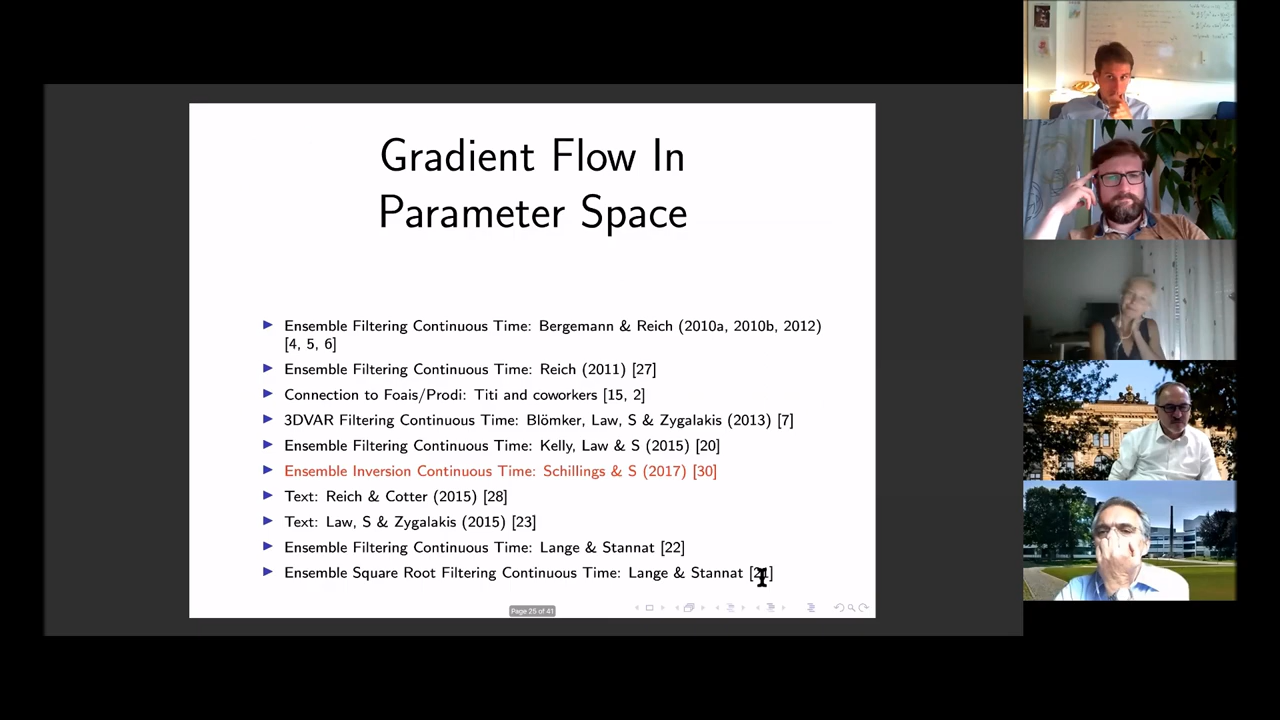 Gradient Flow In
Parameter Space
Ensemble Filtering Continuous Time: Bergemann & Reich (2010a, 2010b, 2012)
[4, 5, 6]
Ensemble Filtering Continuous Time: Reich (2011) [27]
Connection to Foais/Prodi: Titi and coworkers [15, 2]
3DVAR Filtering Continuous Time: Blömker, Law, S & Zygalakis (2013) [7]
Ensemble Filtering Continuous Time: Kelly, Law & S (2015) [20]
Ensemble Inversion Continuous Time: Schillings & S (2017) [30]
Text: Reich & Cotter (2015) [28]
Text: Law, S & Zygalakis (2015) [23]
Ensemble Filtering Continuous Time: Lange & Stannat [22]
Ensemble Square Root Filtering Continuous Time: Lange & Stannat
Page 25 of 41